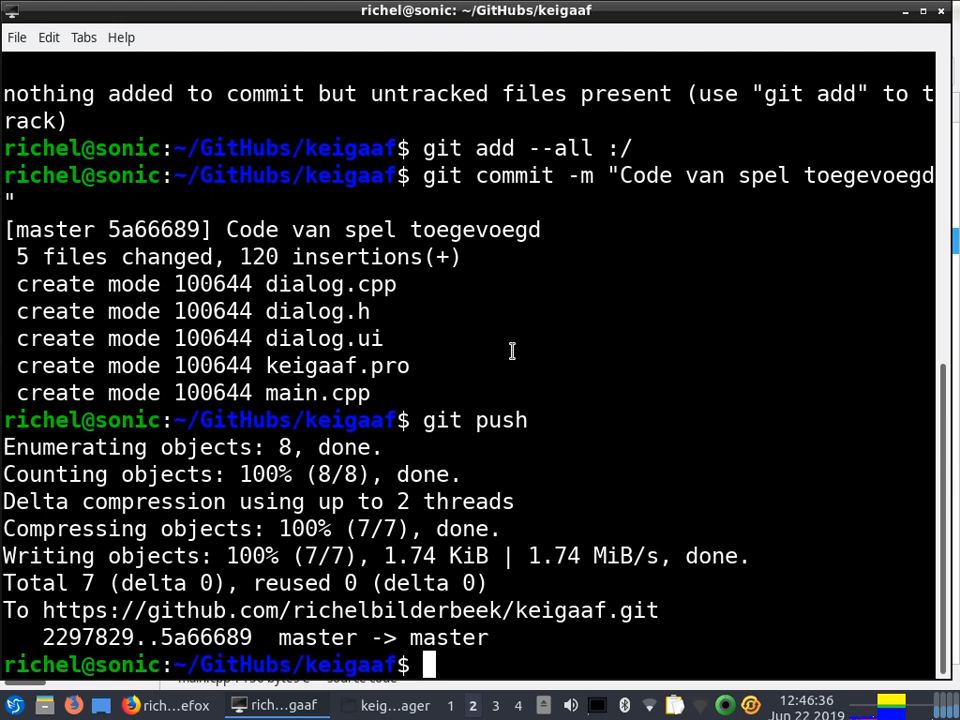 richel@sonic: ~/GitHubs/keigaaf
File Edit Tabs Help
nothing added to commit but untracked files present (use "git add" to t
rack)
richel@sonic:~/GitHubs/keigaaf$ git add --all :/
richel@sonic:~/GitHubs/keigaaf$ git commit -m "Code van spel toegevoegd
"
[master 5a66689] Code van spel toegevoegd
 5 files changed, 120 insertions(+)
 create mode 100644 dialog.cpp
 create mode 100644 dialog.h
 create mode 100644 dialog.ui
 create mode 100644 keigaaf.pro
 create mode 100644 main.cpp
richel@sonic:~/GitHubs/keigaaf$ git push
Enumerating objects: 8, done.
Counting objects: 100% (8/8), done.
Delta compression using up to 2 threads
Compressing objects: 100% (7/7), done.
Writing objects: 100% (7/7), 1.74 KiB | 1.74 MiB/s, done.
Total 7 (delta 0), reused 0 (delta 0)
To https://github.com/richelbilderbeek/keigaaf.git
   2297829..5a66689  master -> master
richel@sonic:~/GitHubs/keigaaf$
rich...efox rich...gaaf keig...ager 1 2 3 4 12:46:36
Jun 22 2019